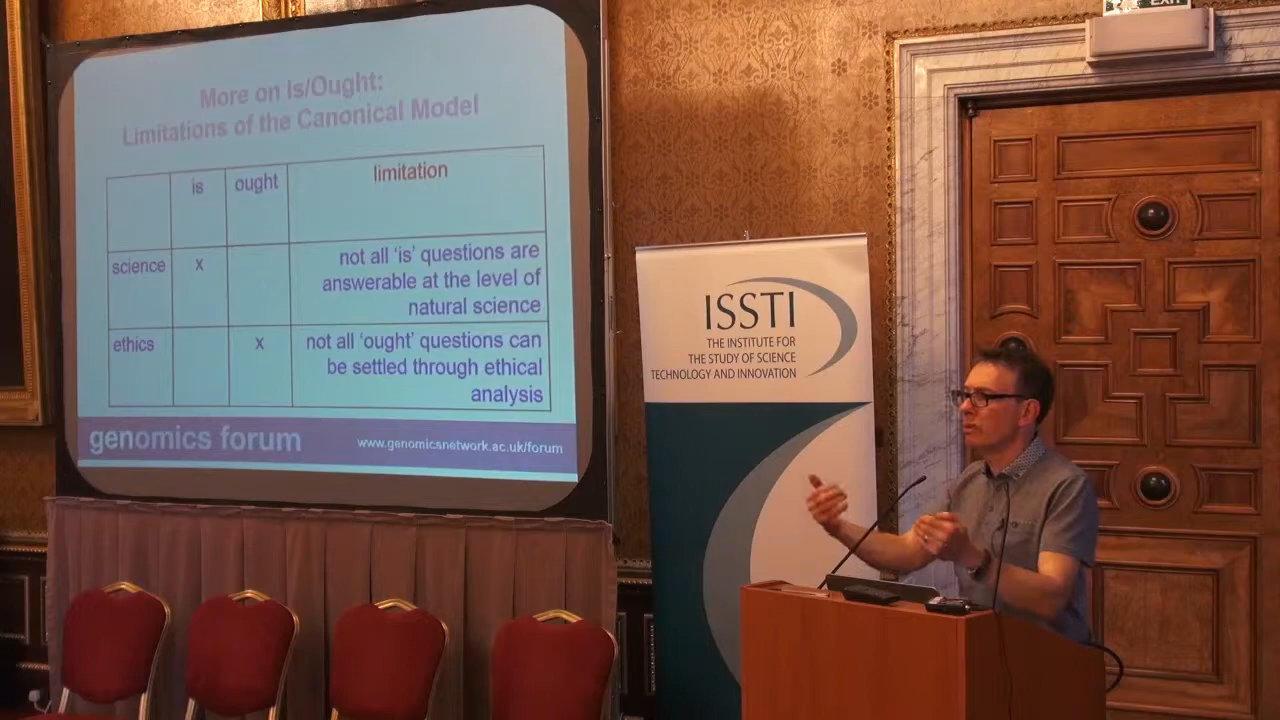 More on Is/Ought:
Limitations of the Canonical Model
is ought limitation
science x not all 'is' questions are
answerable at the level of
natural science
ethics x not all 'ought' questions can
be settled through ethical
analysis
genomics forum www.genomicsnetwork.ac.uk/forum
ISSTI
THE INSTITUTE FOR
THE STUDY OF SCIENCE
TECHNOLOGY AND INNOVATION
EXIT